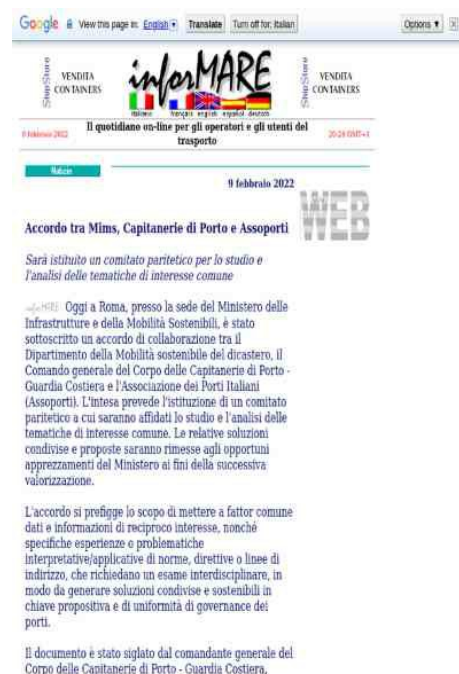 Google View this page in: English Translate Turn off for: Italian Options
VENDITA
CONTAINERS
inforMARE
VENDITA
CONTAINERS
italiano français english español deutsch
9 febbraio 2022 Il quotidiano on-line per gli operatori e gli utenti del 20:24 GMT+1
trasporto
Notizie
9 febbraio 2022
WEB
Accordo tra Mims, Capitanerie di Porto e Assoporti
Sarà istituito un comitato paritetico per lo studio e
l'analisi delle tematiche di interesse comune
inforMARE Oggi a Roma, presso la sede del Ministero delle
Infrastrutture e della Mobilità Sostenibili, è stato
sottoscritto un accordo di collaborazione tra il
Dipartimento della Mobilità sostenibile del dicastero, il
Comando generale del Corpo delle Capitanerie di Porto -
Guardia Costiera e l'Associazione dei Porti Italiani
(Assoporti). L'intesa prevede l'istituzione di un comitato
paritetico a cui saranno affidati lo studio e l'analisi delle
tematiche di interesse comune. Le relative soluzioni
condivise e proposte saranno rimesse agli opportuni
apprezzamenti del Ministero ai fini della successiva
valorizzazione.
L'accordo si prefigge lo scopo di mettere a fattor comune
dati e informazioni di reciproco interesse, nonché
specifiche esperienze o problematiche
interpretative/applicative di norme, direttive o linee di
indirizzo, che richiedano un esame interdisciplinare, in
modo da generare soluzioni condivise e sostenibili in
chiave propositiva e di uniformità di governance dei
porti.
Il documento è stato siglato dal comandante generale del
Corpo delle Capitanerie di Porto - Guardia Costiera,